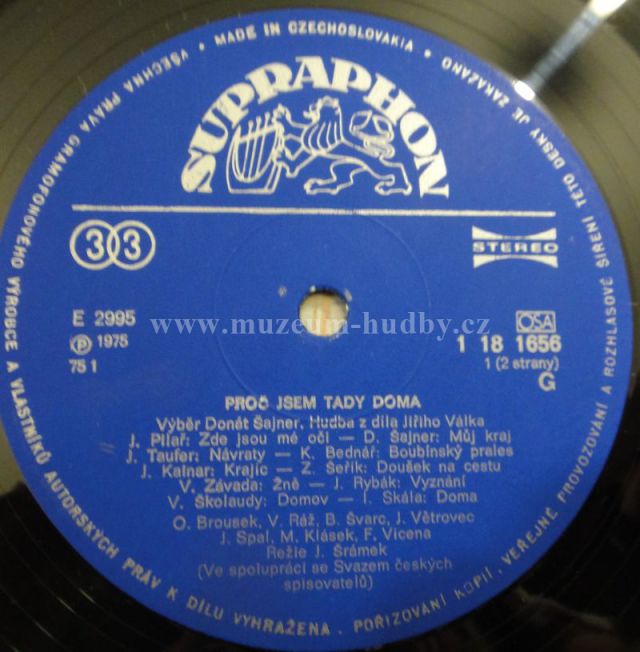 VŠECHNA PRÁVA GRAMOFONOVÉHO VÝROBCE A VLASTNÍKŮ AUTORSKÝCH PRÁV K DÍLU VYHRAŽENA . POŘIZOVÁNÍ KOPIÍ, VEŘEJNÉ PROVOZOVÁNÍ A ROZHLASOVÉ ŠÍŘENÍ TÉTO DESKY JE ZAKÁZÁNO • MADE IN CZECHOSLOVAKIA •
SUPRAPHON
33
STEREO
E 2995
℗ 1975
75 1
www.muzeum-hudby.cz
OSA
1 18 1656
1 (2 strany)
G
PROČ JSEM TADY DOMA
Výběr Donát Šajner, Hudba z díla Jiřího Válka
J. Pilař: Zde jsou mé oči — D. Šajner: Můj kraj
J. Taufer: Návraty — K. Bednář: Boubínský prales
J. Kainar: Krajíc — Z. Šeřík: Doušek na cestu
V. Závada: Žně — J. Rybák: Vyznání
V. Školaudy: Domov — I. Skála: Doma
O. Brousek, V. Ráž, B. Švarc, J. Větrovec
J. Spal, M. Klásek, F. Vicena
Režie J. Šrámek
(Ve spolupráci se Svazem českých
spisovatelů)